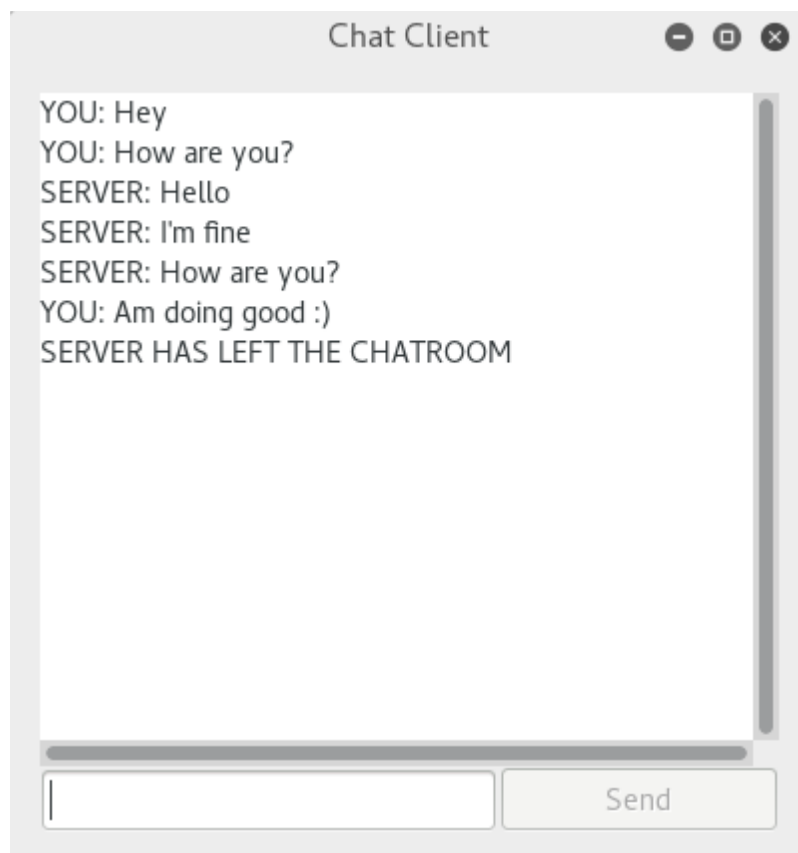 Chat Client
YOU: Hey
YOU: How are you?
SERVER: Hello
SERVER: I'm fine
SERVER: How are you?
YOU: Am doing good :)
SERVER HAS LEFT THE CHATROOM
Send